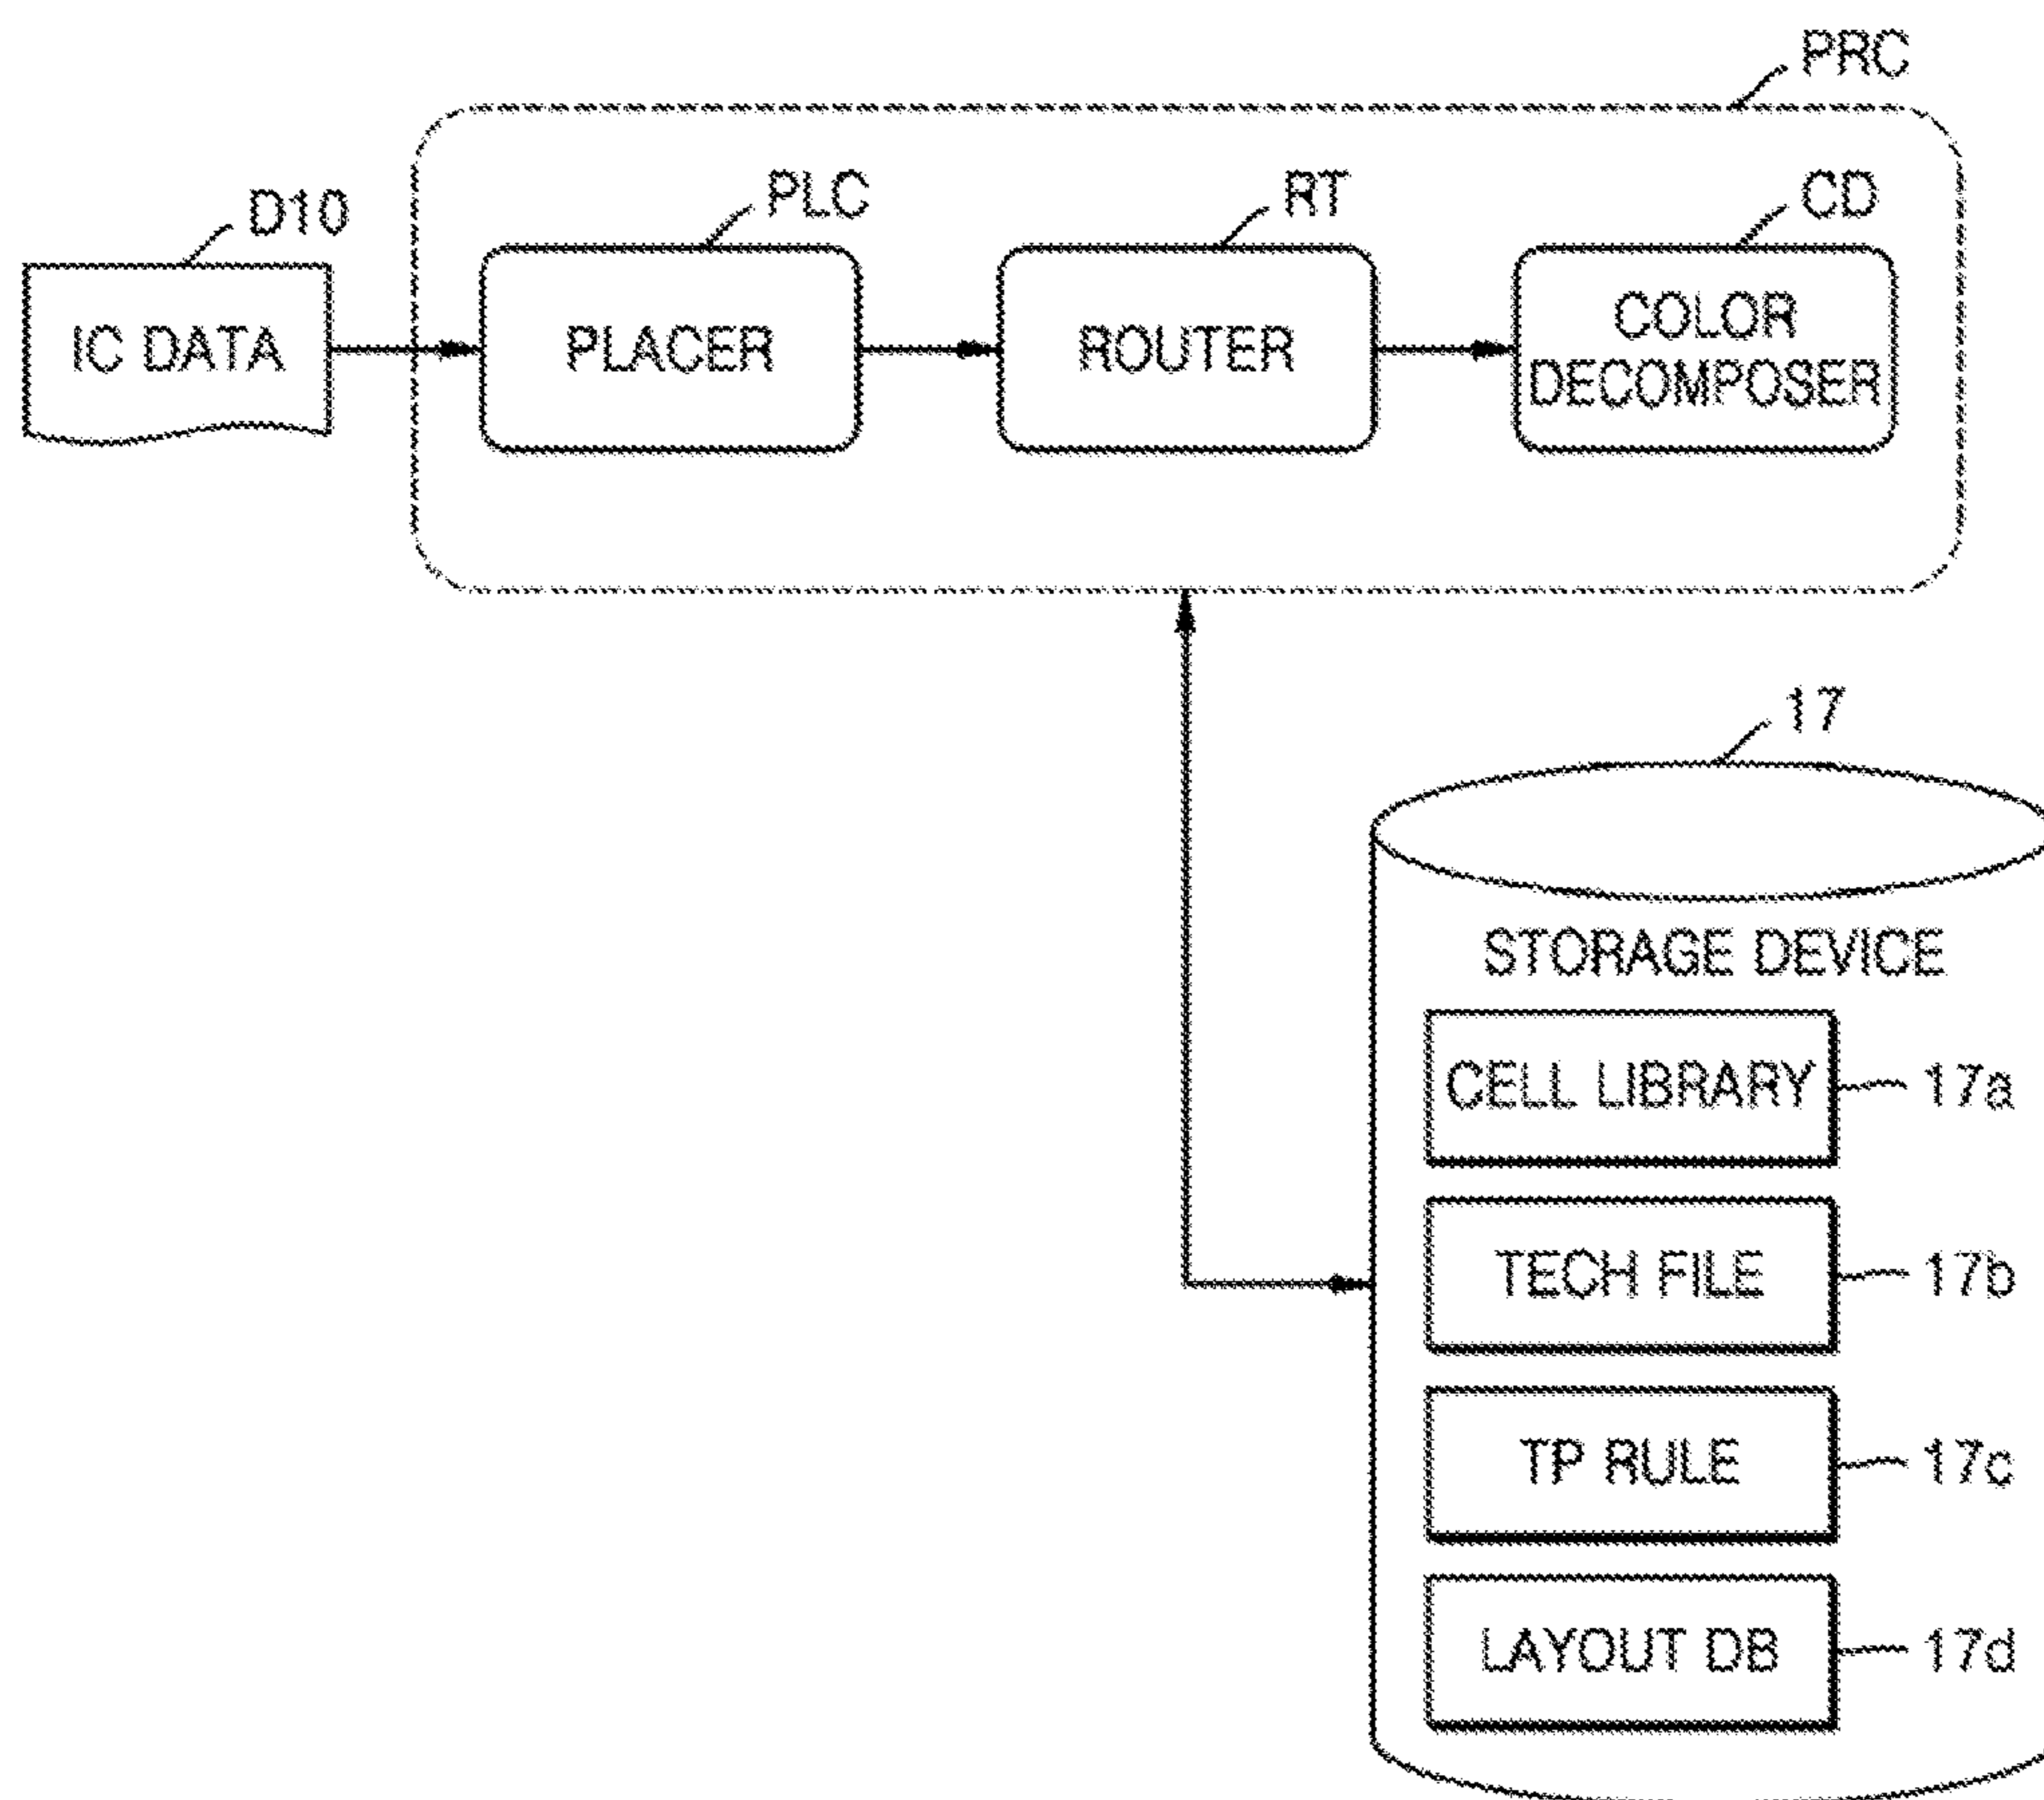 PRC
D10
PLC
RT
CD
IC DATA
PLACER
ROUTER
COLOR
DECOMPOSER
17
STORAGE DEVICE
CELL LIBRARY
17a
TECH FILE
17b
TP RULE
17c
LAYOUT DB
17d